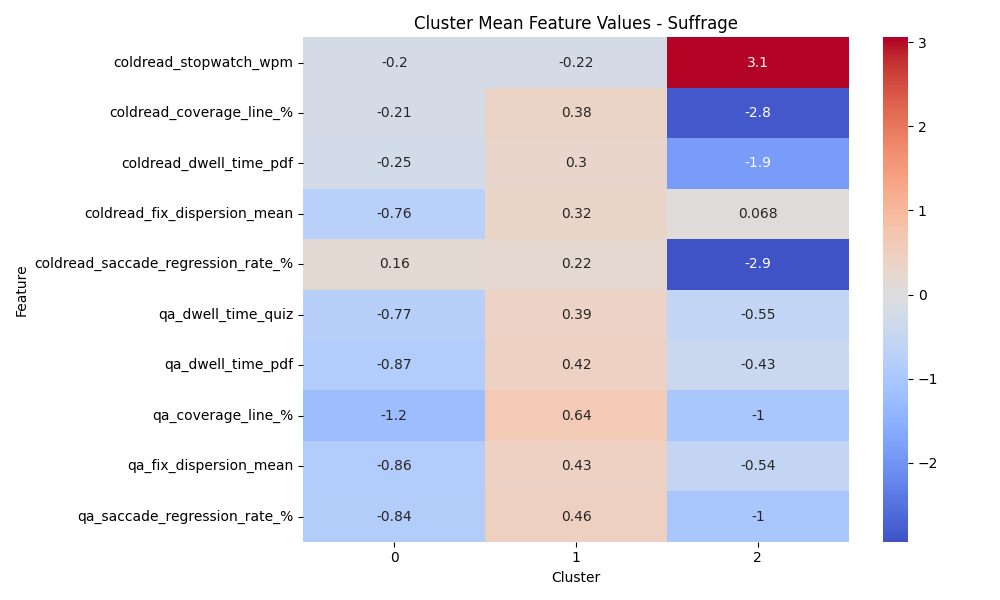 Cluster Mean Feature Values - Suffrage
Feature
coldread_stopwatch_wpm -0.2 -0.22 3.1
coldread_coverage_line_% -0.21 0.38 -2.8
coldread_dwell_time_pdf -0.25 0.3 -1.9
coldread_fix_dispersion_mean -0.76 0.32 0.068
coldread_saccade_regression_rate_% 0.16 0.22 -2.9
qa_dwell_time_quiz -0.77 0.39 -0.55
qa_dwell_time_pdf -0.87 0.42 -0.43
qa_coverage_line_% -1.2 0.64 -1
qa_fix_dispersion_mean -0.86 0.43 -0.54
qa_saccade_regression_rate_% -0.84 0.46 -1
0 1 2
Cluster
3
2
1
0
−1
−2